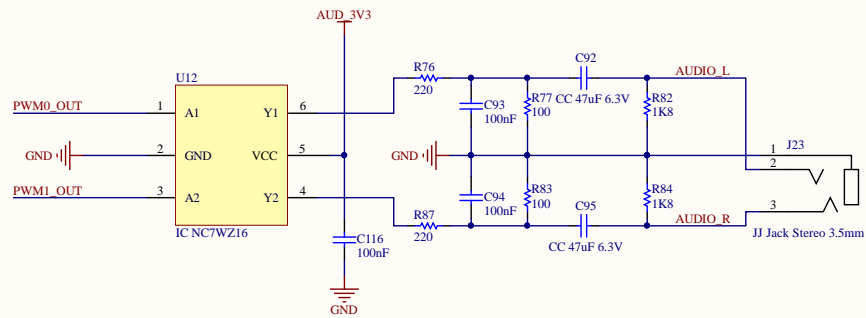 AUD_3V3
U12
PWM0_OUT
1
A1
Y1
6
GND
2
GND
VCC
5
PWM1_OUT
3
A2
Y2
4
IC NC7WZ16
C116
100nF
GND
R76
220
R87
220
C93
100nF
R77
100
C92
CC 47uF 6.3V
R82
1K8
AUDIO_L
GND
C94
100nF
R83
100
C95
CC 47uF 6.3V
R84
1K8
AUDIO_R
1
J23
2
3
JJ Jack Stereo 3.5mm